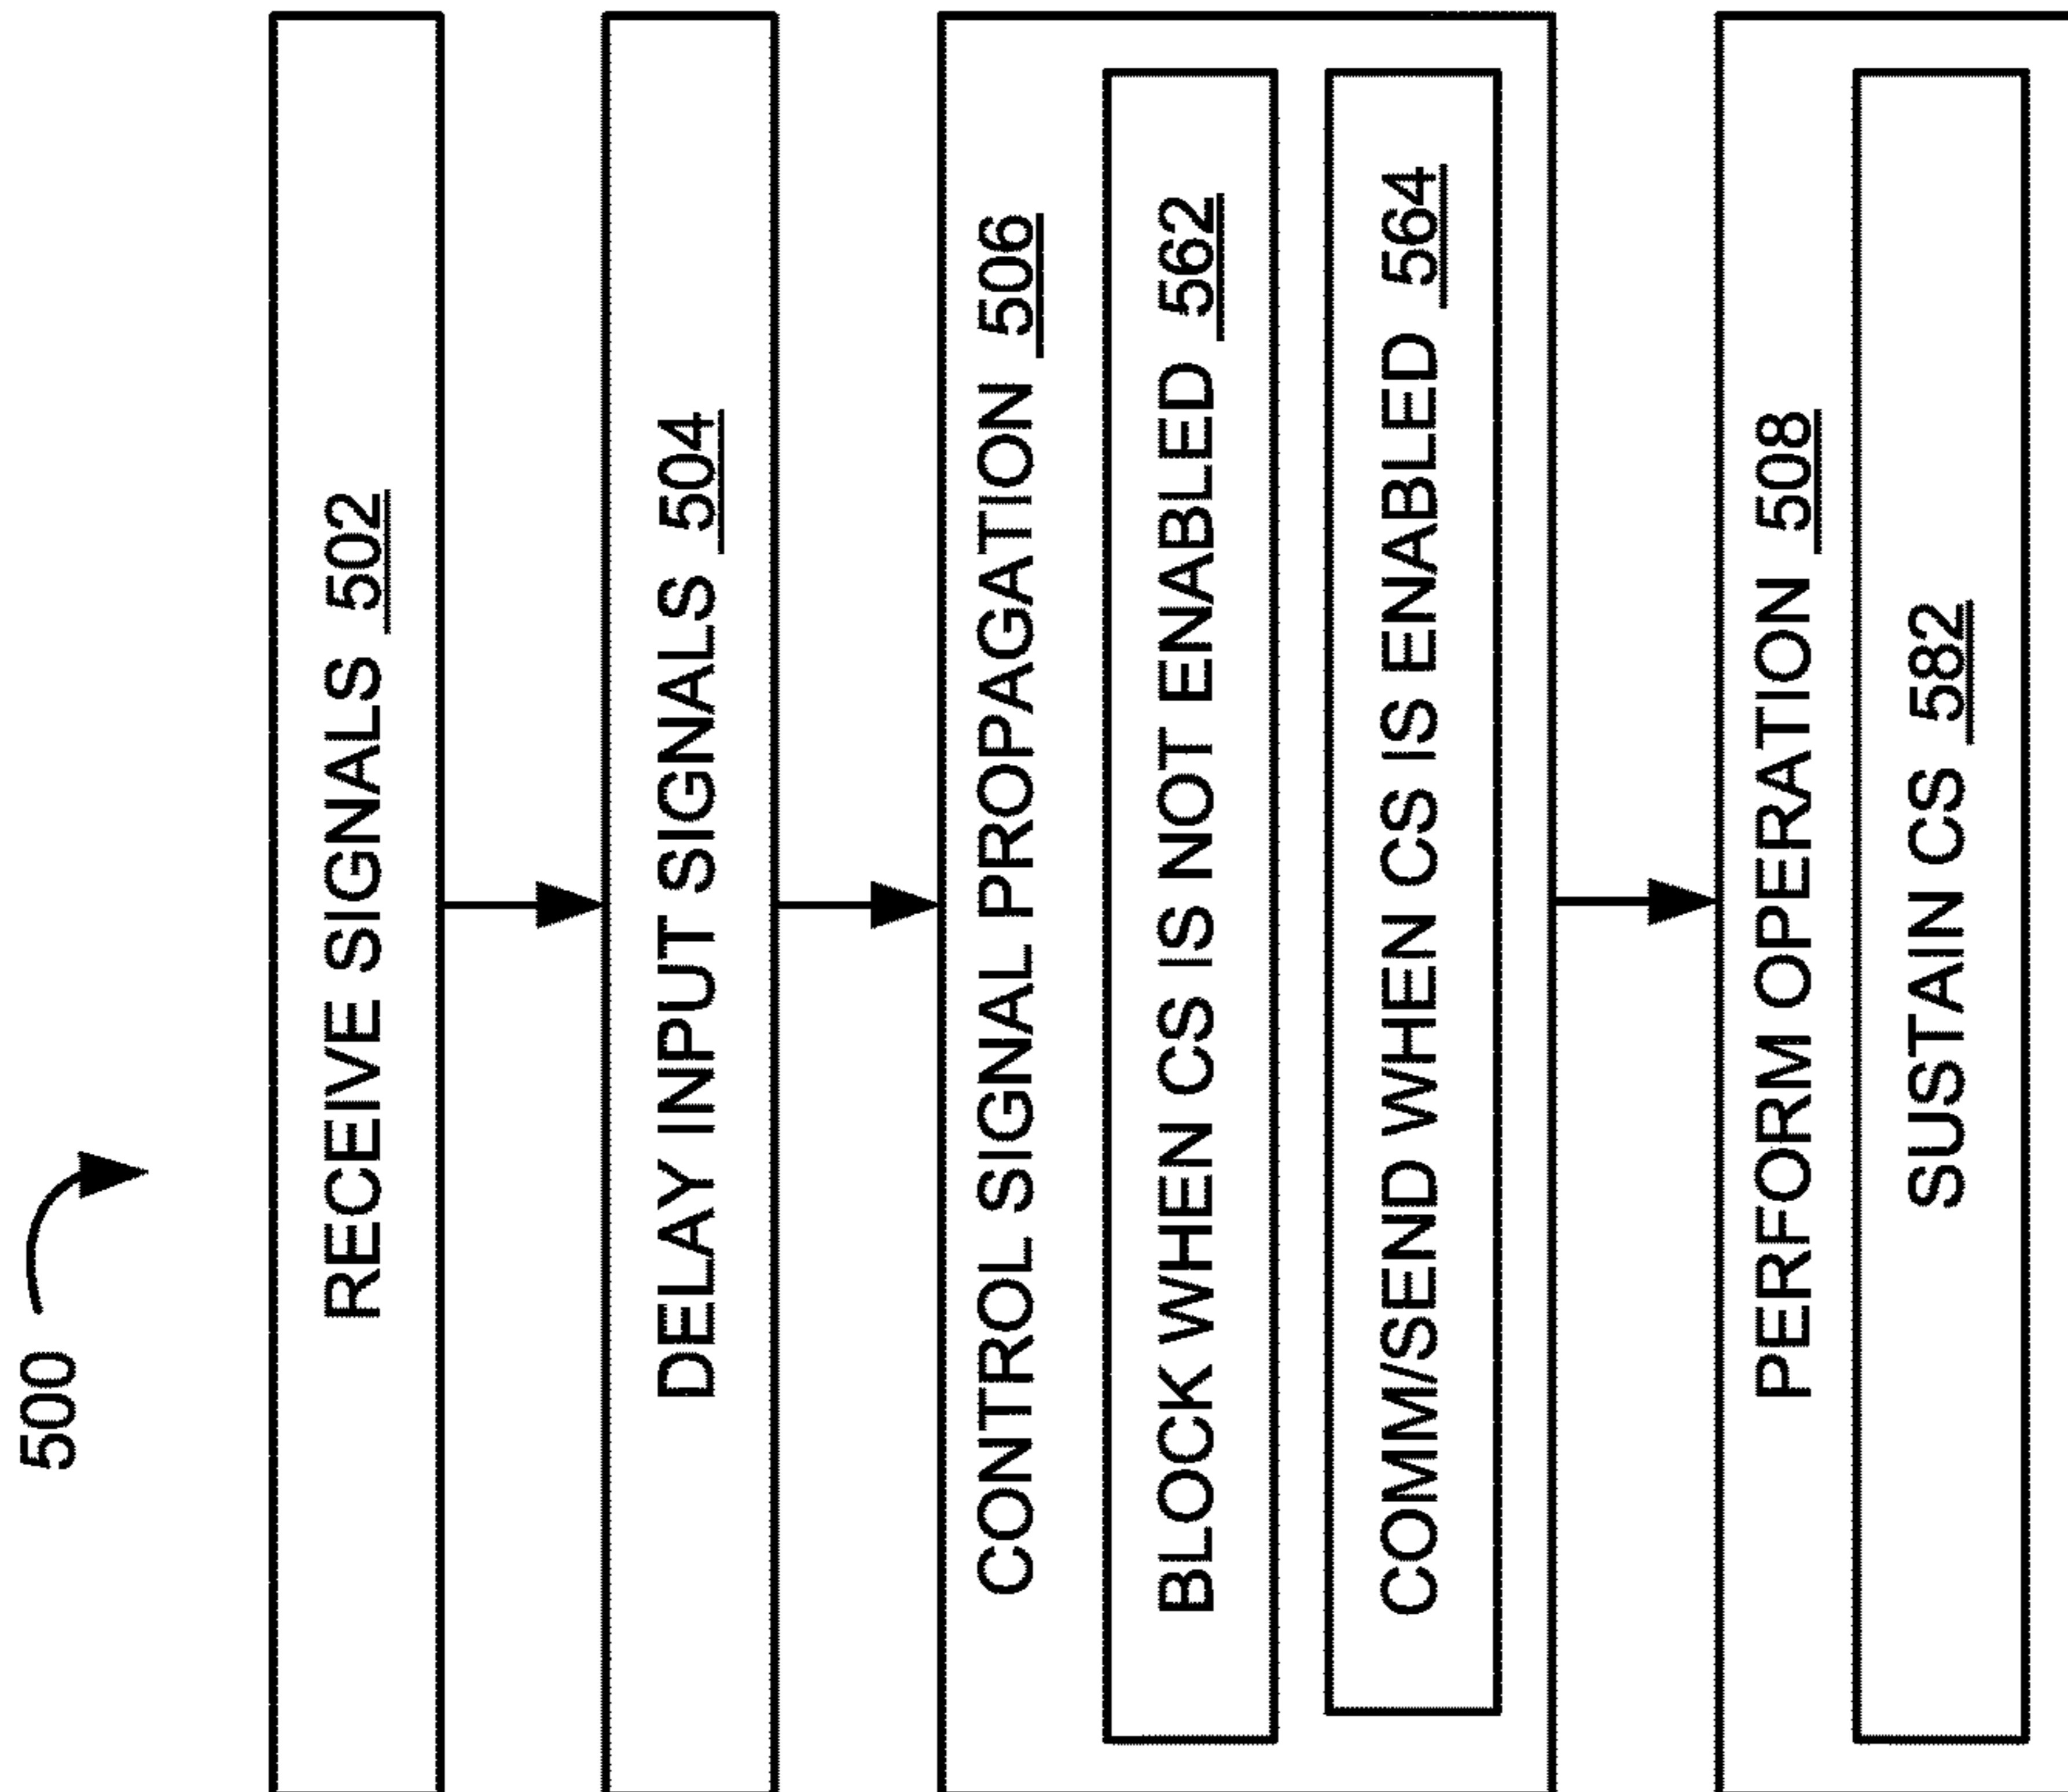 500
RECEIVE SIGNALS 502
DELAY INPUT SIGNALS 504
CONTROL SIGNAL PROPAGATION 506
BLOCK WHEN CS IS NOT ENABLED 562
COMM/SEND WHEN CS IS ENABLED 564
PERFORM OPERATION 508
SUSTAIN CS 582